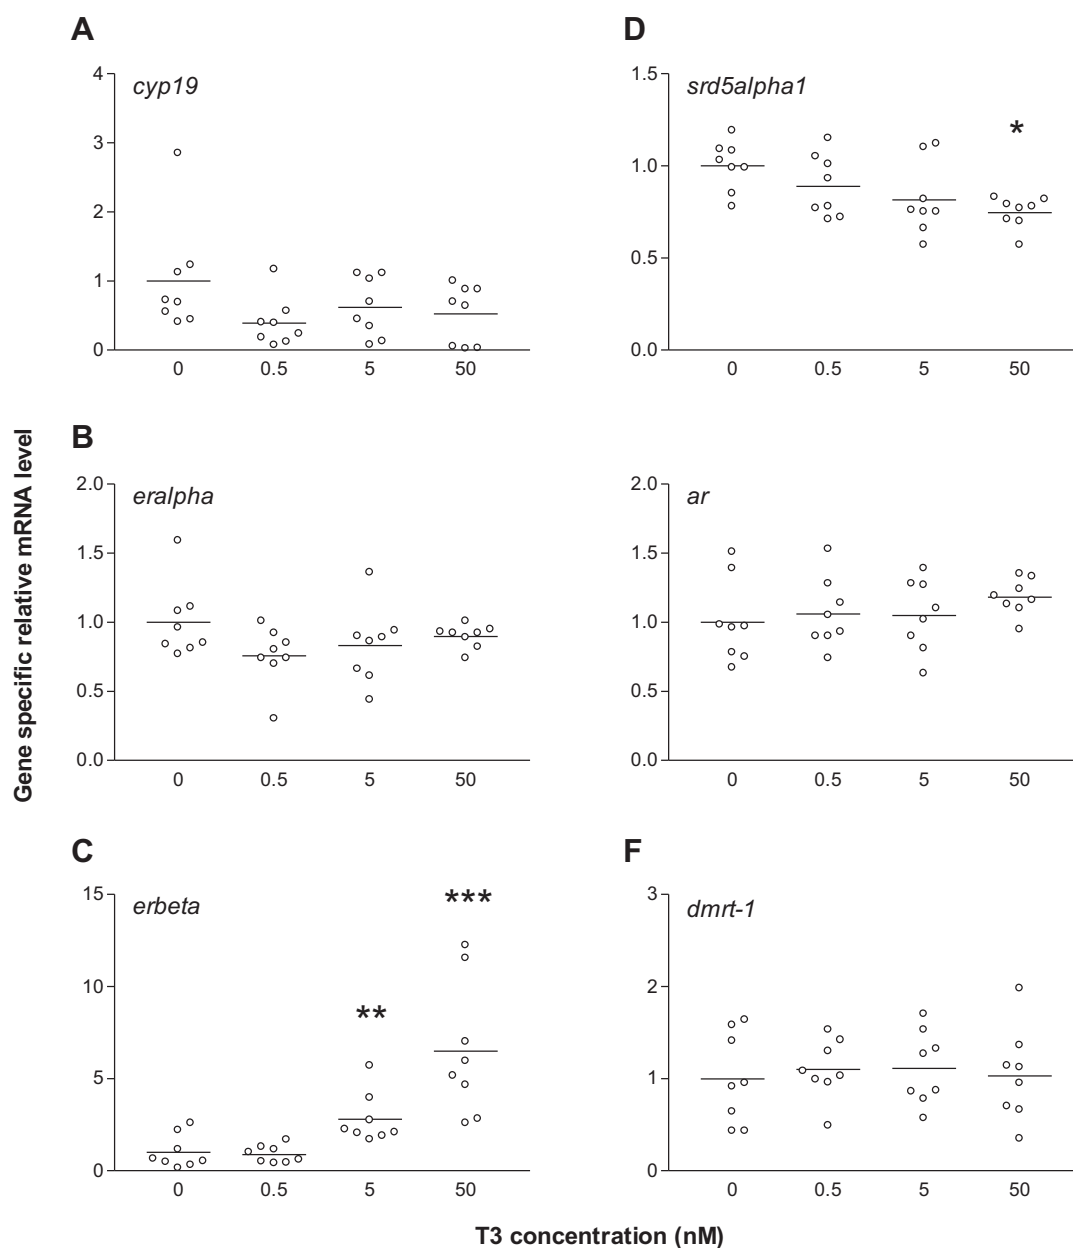 A
cyp19
4
3
2
1
0
0 0.5 5 50
D
srd5alpha1
*
1.5
1.0
0.5
0.0
0 0.5 5 50
Gene specific relative mRNA level
B
eralpha
2.0
1.5
1.0
0.5
0.0
0 0.5 5 50
ar
2.0
1.5
1.0
0.5
0.0
0 0.5 5 50
C
erbeta
***
**
15
10
5
0
0 0.5 5 50
F
dmrt-1
3
2
1
0
0 0.5 5 50
T3 concentration (nM)